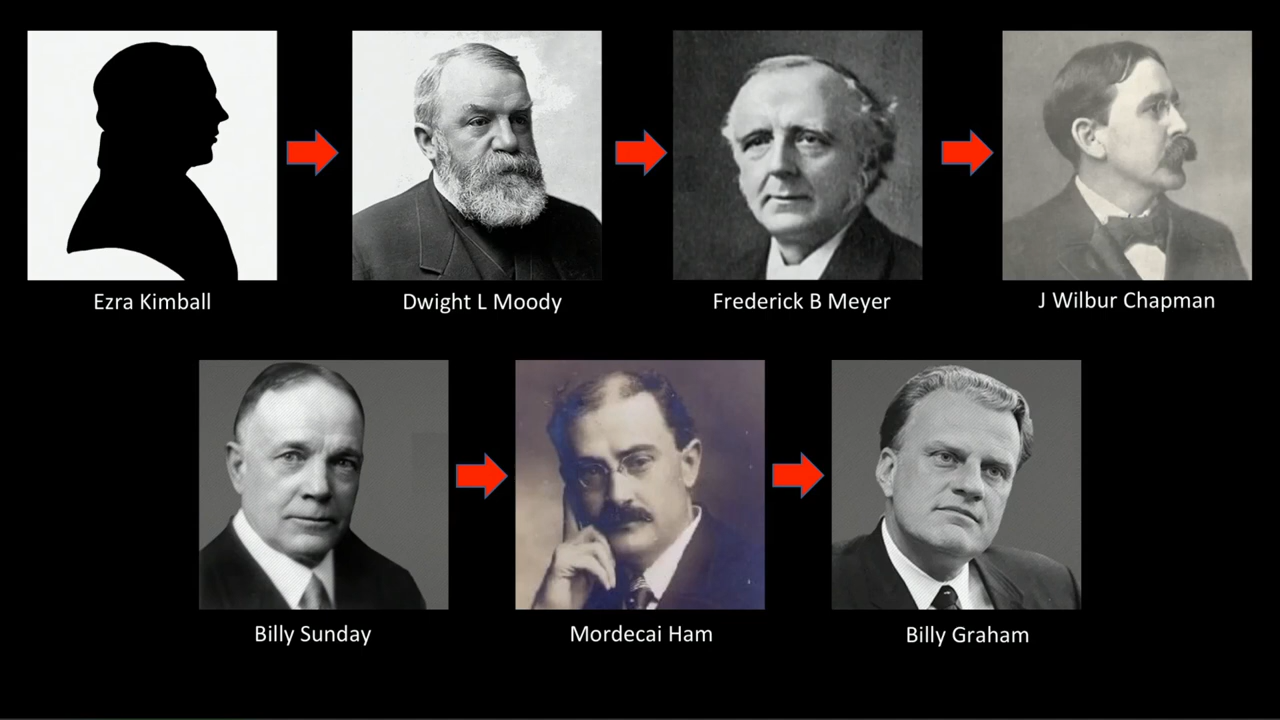 Ezra Kimball
Dwight L Moody
Frederick B Meyer
J Wilbur Chapman
Billy Sunday
Mordecai Ham
Billy Graham